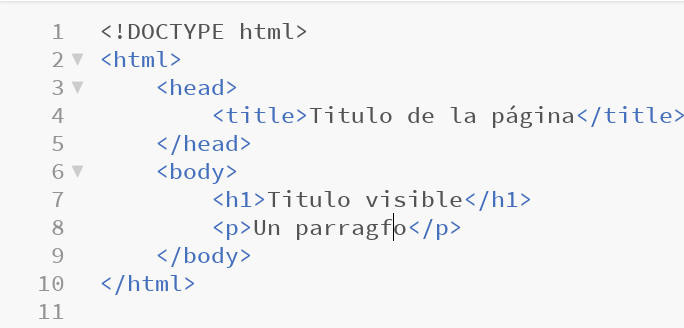 1 <!DOCTYPE html>
2 <html>
3 <head>
4 <title>Titulo de la página</title>
5 </head>
6 <body>
7 <h1>Titulo visible</h1>
8 <p>Un parragfo</p>
9 </body>
10 </html>
11